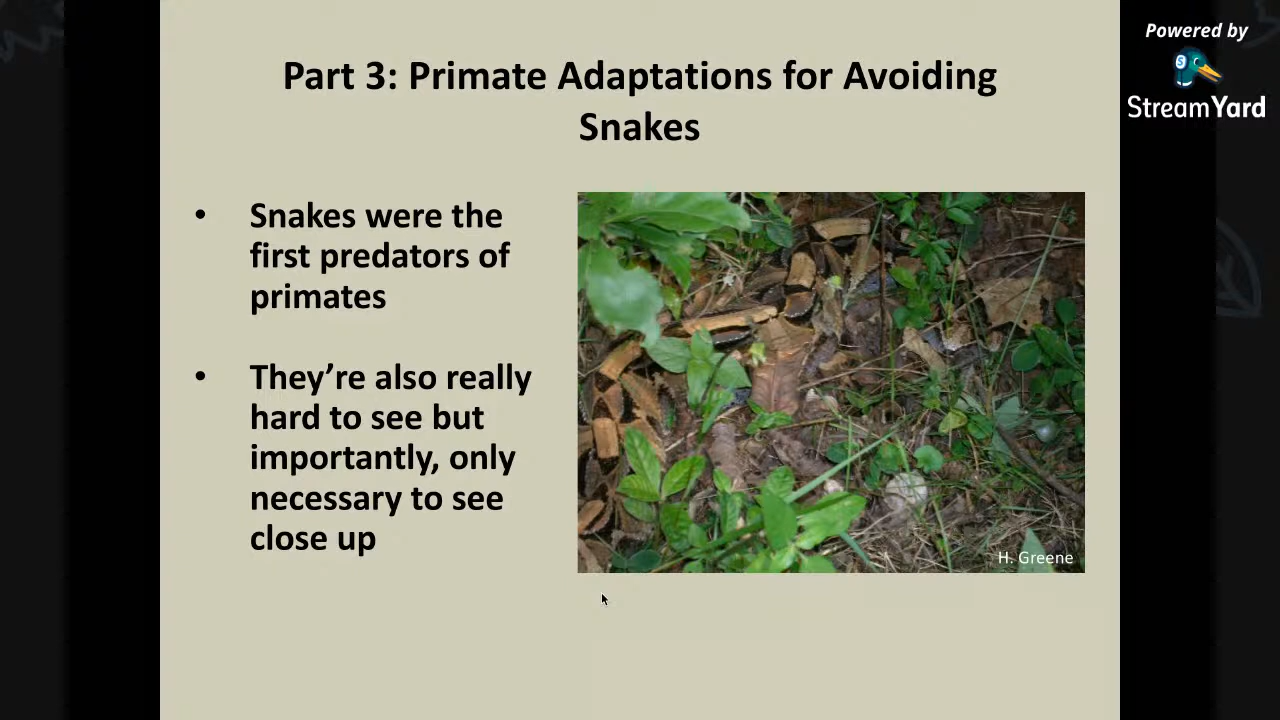 Powered by
StreamYard
Part 3: Primate Adaptations for Avoiding
Snakes
• Snakes were the
first predators of
primates
• They’re also really
hard to see but
importantly, only
necessary to see
close up
H. Greene